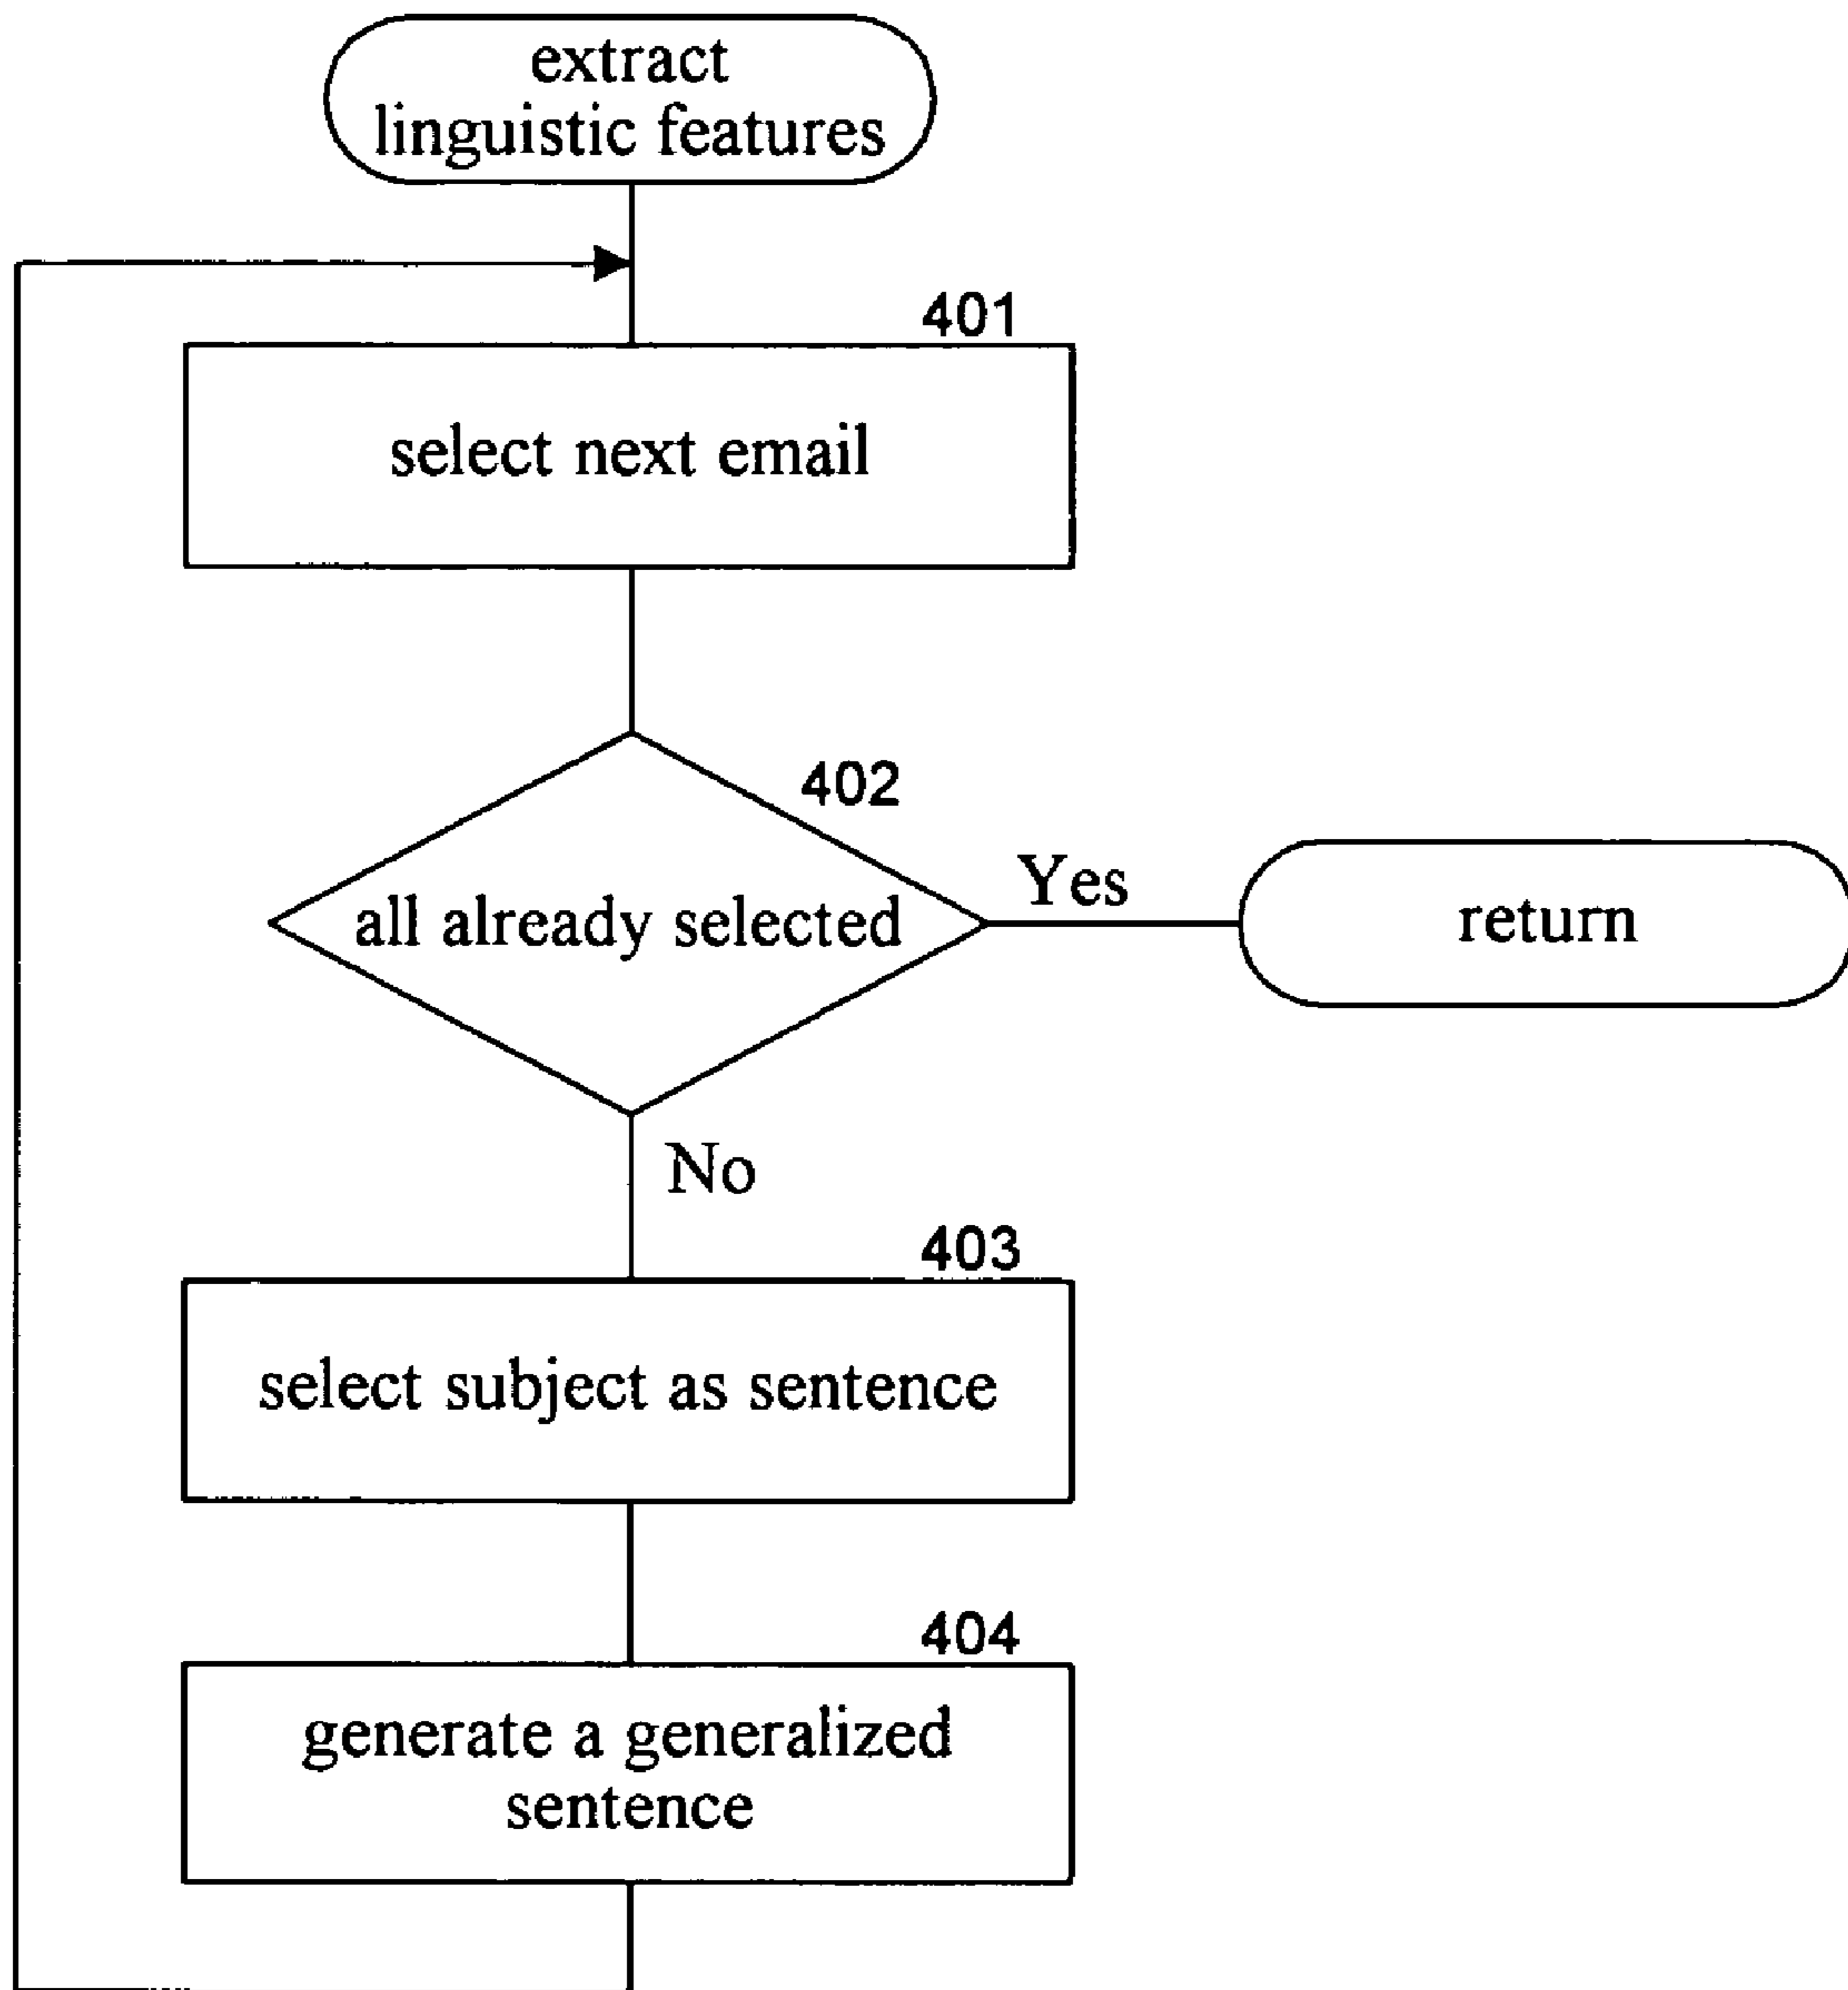 extract
linguistic features
401
select next email
402
all already selected
Yes
return
No
403
select subject as sentence
404
generate a generalized
sentence